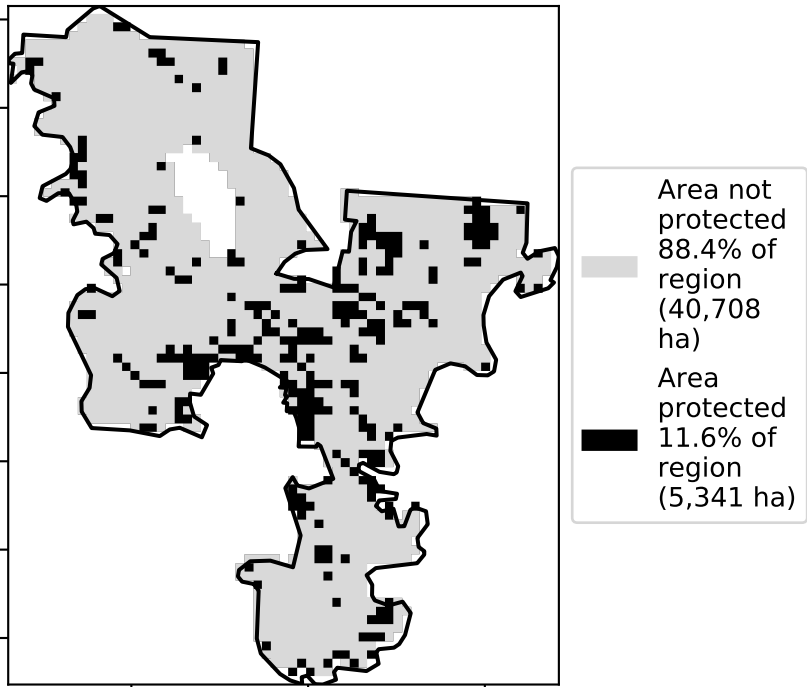 Area not
protected
88.4% of
region
(40,708
ha)
Area
protected
11.6% of
region
(5,341 ha)